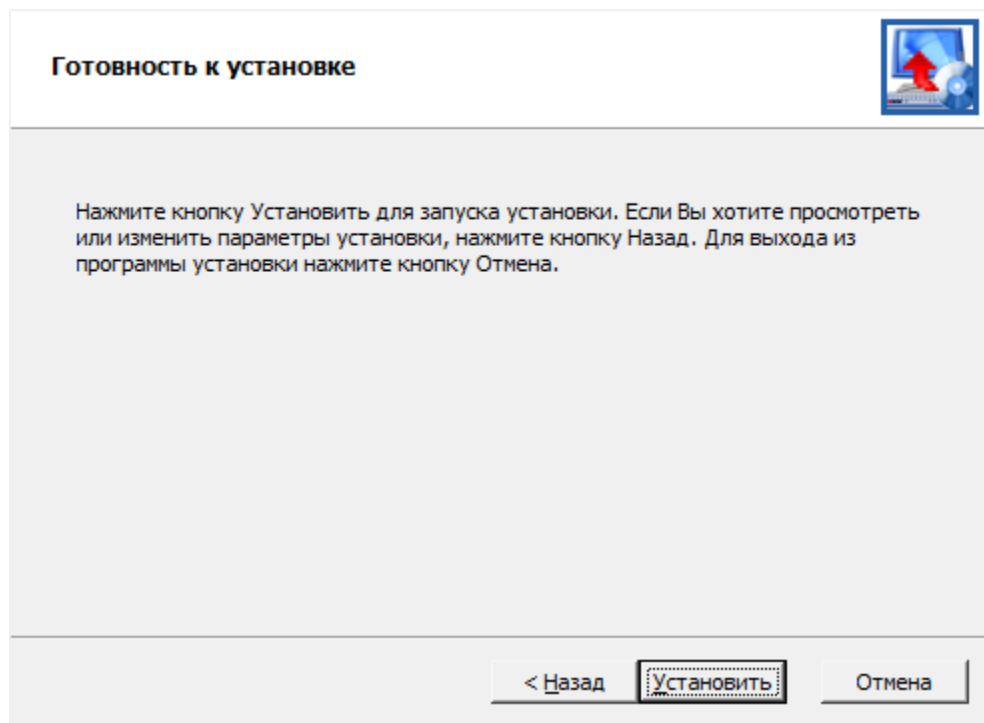 Готовность к установке
Нажмите кнопку Установить для запуска установки. Если Вы хотите просмотреть
или изменить параметры установки, нажмите кнопку Назад. Для выхода из
программы установки нажмите кнопку Отмена.
< Назад Установить Отмена